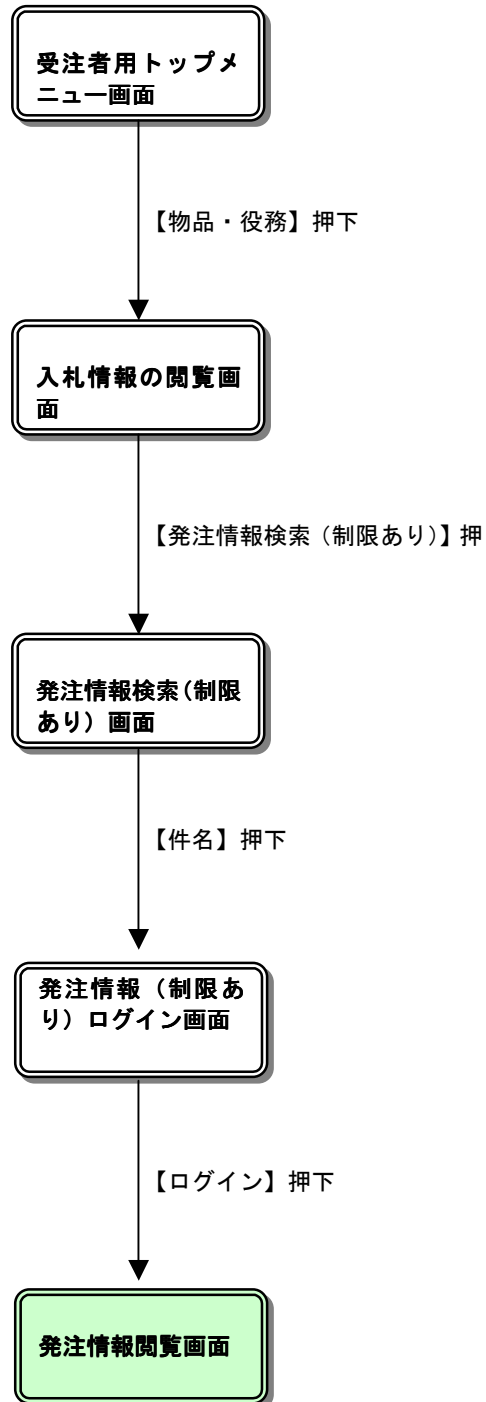 受注者用トップメ
ニュー画面
【物品・役務】押下
入札情報の閲覧画
面
【発注情報検索（制限あり）】押
発注情報検索（制限
あり）画面
【件名】押下
発注情報（制限あ
り）ログイン画面
【ログイン】押下
発注情報閲覧画面